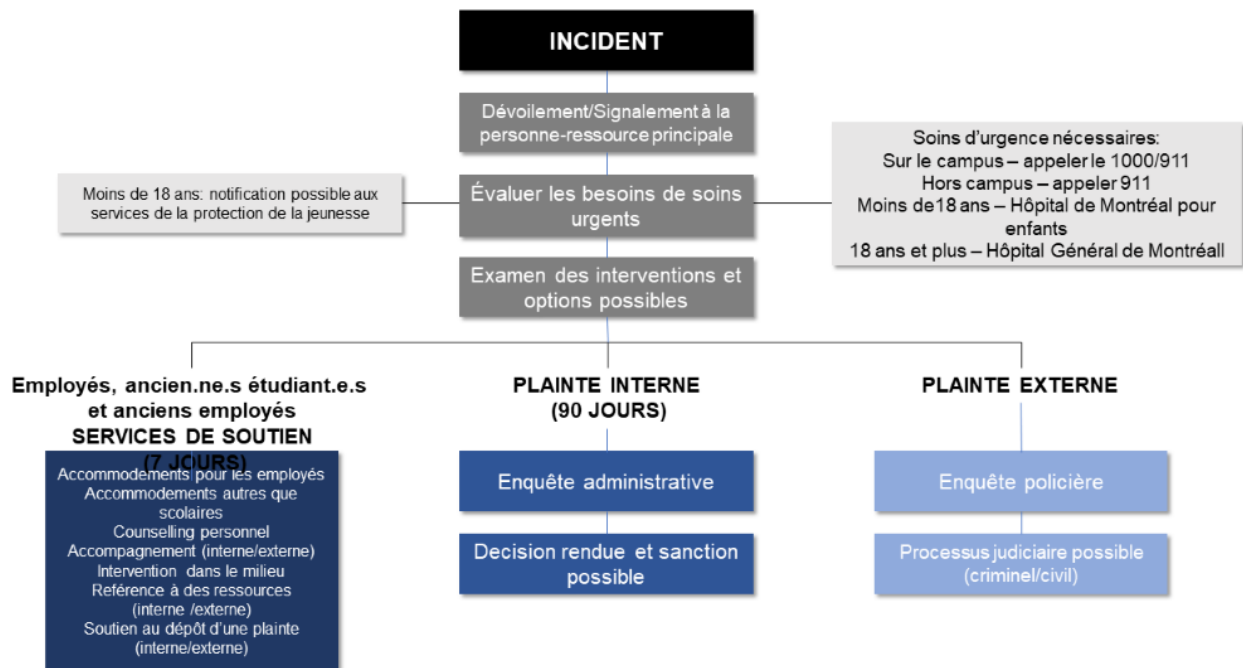 INCIDENT
Dévoilement/Signalement à la
personne-ressource principale
Moins de 18 ans: notification possible aux
services de la protection de la jeunesse
Évaluer les besoins de soins
urgents
Soins d'urgence nécessaires:
Sur le campus – appeler le 1000/911
Hors campus – appeler 911
Moins de18 ans – Hôpital de Montréal pour
enfants
18 ans et plus – Hôpital Général de Montréall
Examen des interventions et
options possibles
Employés, ancien.ne.s étudiant.e.s
et anciens employés
SERVICES DE SOUTIEN
(7 JOURS)
Accommodements pour les employés
Accommodements autres que
scolaires
Counselling personnel
Accompagnement (interne/externe)
Intervention dans le milieu
Reférence à des ressources
(interne /externe)
Soutien au dépôt d'une plainte
(interne/externe)
PLAINTE INTERNE
(90 JOURS)
Enquête administrative
Decision rendue et sanction
possible
PLAINTE EXTERNE
Enquête policière
Processus judiciaire possible
(criminel/civil)